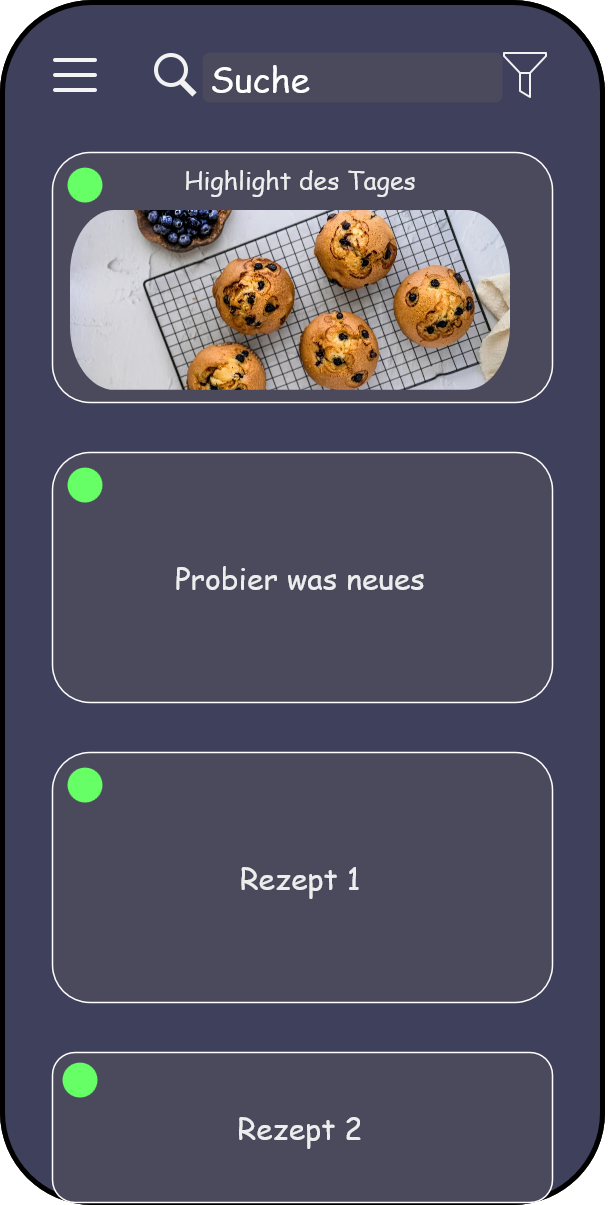 Suche
Highlight des Tages
Probier was neues
Rezept 1
Rezept 2